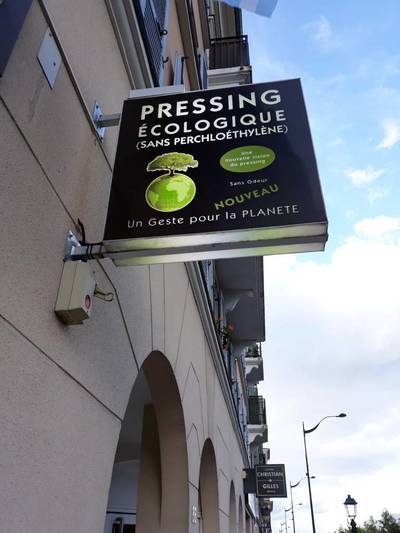 PRESSING
ÉCOLOGIQUE
(SANS PERCHLOÉTHYLÈNE)
Une
nouvelle vision
du pressing
Sans Odeur
NOUVEAU
Un Geste pour la PLANETE
CHRISTIAN
GILLES